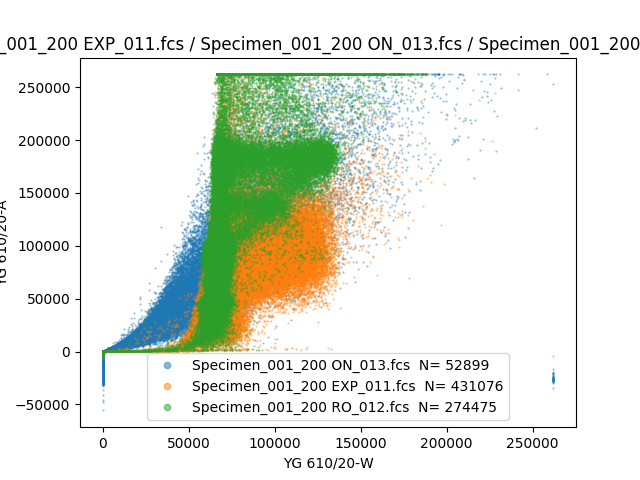 _001_200 EXP_011.fcs / Specimen_001_200 ON_013.fcs / Specimen_001_200
250000
200000
150000
100000
50000
0
−50000
YG 610/20-A
Specimen_001_200 ON_013.fcs N= 52899
Specimen_001_200 EXP_011.fcs N= 431076
Specimen_001_200 RO_012.fcs N= 274475
0
50000
100000
150000
200000
250000
YG 610/20-W